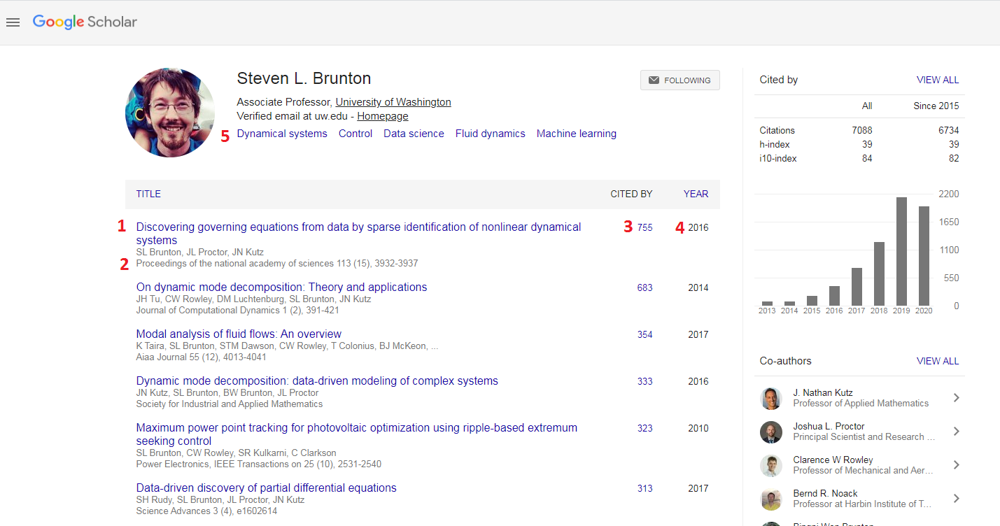 Google Scholar
Steven L. Brunton
FOLLOWING
Associate Professor, University of Washington
Verified email at uw.edu - Homepage
5 Dynamical systems Control Data science Fluid dynamics Machine learning
TITLE CITED BY YEAR
1 Discovering governing equations from data by sparse identification of nonlinear dynamical 3 755 4 2016
systems
SL Brunton, JL Proctor, JN Kutz
2 Proceedings of the national academy of sciences 113 (15), 3932-3937
On dynamic mode decomposition: Theory and applications 683 2014
JH Tu, CW Rowley, DM Luchtenburg, SL Brunton, JN Kutz
Journal of Computational Dynamics 1 (2), 391-421
Modal analysis of fluid flows: An overview 354 2017
K Taira, SL Brunton, STM Dawson, CW Rowley, T Colonius, BJ McKeon, ...
Aiaa Journal 55 (12), 4013-4041
Dynamic mode decomposition: data-driven modeling of complex systems 333 2016
JN Kutz, SL Brunton, BW Brunton, JL Proctor
Society for Industrial and Applied Mathematics
Maximum power point tracking for photovoltaic optimization using ripple-based extremum 323 2010
seeking control
SL Brunton, CW Rowley, SR Kulkarni, C Clarkson
Power Electronics, IEEE Transactions on 25 (10), 2531-2540
Data-driven discovery of partial differential equations 313 2017
SH Rudy, SL Brunton, JL Proctor, JN Kutz
Science Advances 3 (4), e1602614
Cited by VIEW ALL
All Since 2015
Citations 7088 6734
h-index 39 39
i10-index 84 82
2200
1650
1100
550
0
2013 2014 2015 2016 2017 2018 2019 2020
Co-authors VIEW ALL
J. Nathan Kutz
Professor of Applied Mathematics
Joshua L. Proctor
Principal Scientist and Research ...
Clarence W Rowley
Professor of Mechanical and Aer...
Bernd R. Noack
Professor at Harbin Institute of T...